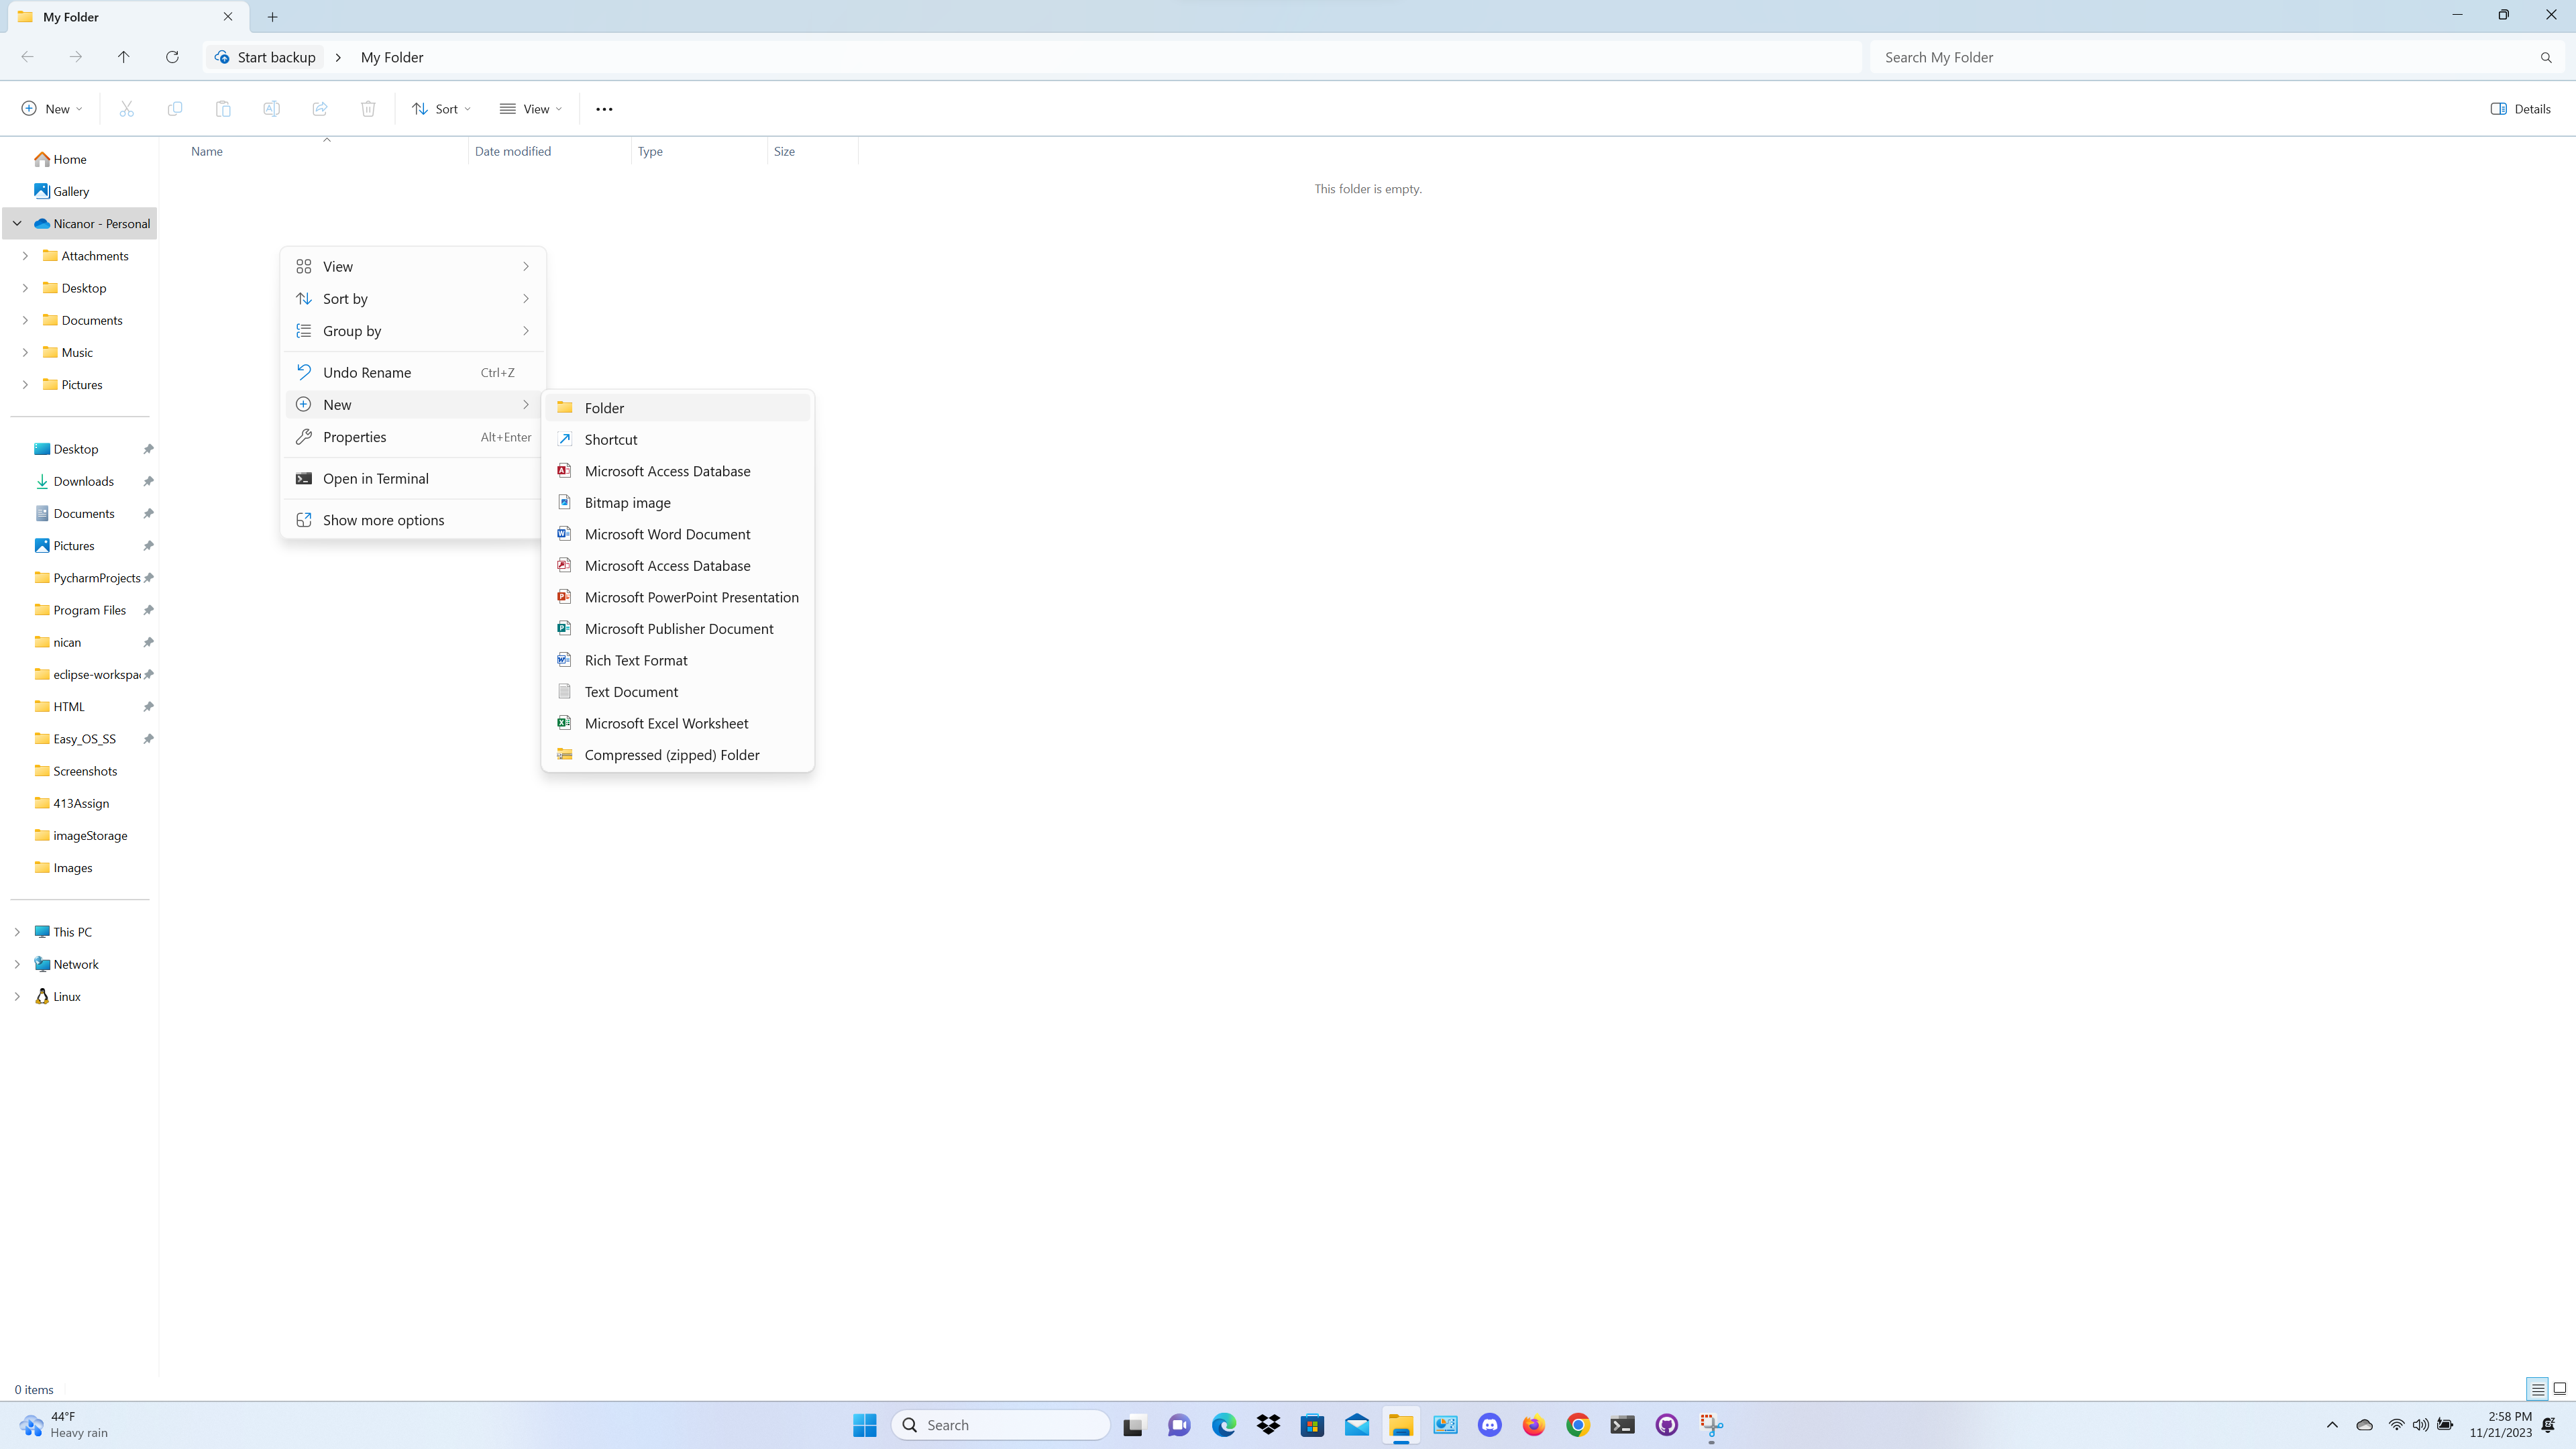 My Folder
Start backup
My Folder
Search My Folder
New
Sort
View
Details
Name
Date modified
Type
Size
This folder is empty.
Home
Gallery
Nicanor - Personal
Attachments
Desktop
Documents
Music
Pictures
Desktop
Downloads
Documents
Pictures
PycharmProjects
Program Files
nican
eclipse-workspac
HTML
Easy_OS_SS
Screenshots
413Assign
imageStorage
Images
This PC
Network
Linux
View
Sort by
Group by
Undo Rename Ctrl+Z
New
Properties Alt+Enter
Open in Terminal
Show more options
Folder
Shortcut
Microsoft Access Database
Bitmap image
Microsoft Word Document
Microsoft Access Database
Microsoft PowerPoint Presentation
Microsoft Publisher Document
Rich Text Format
Text Document
Microsoft Excel Worksheet
Compressed (zipped) Folder
0 items
44°F
Heavy rain
Search
2:58 PM
11/21/2023